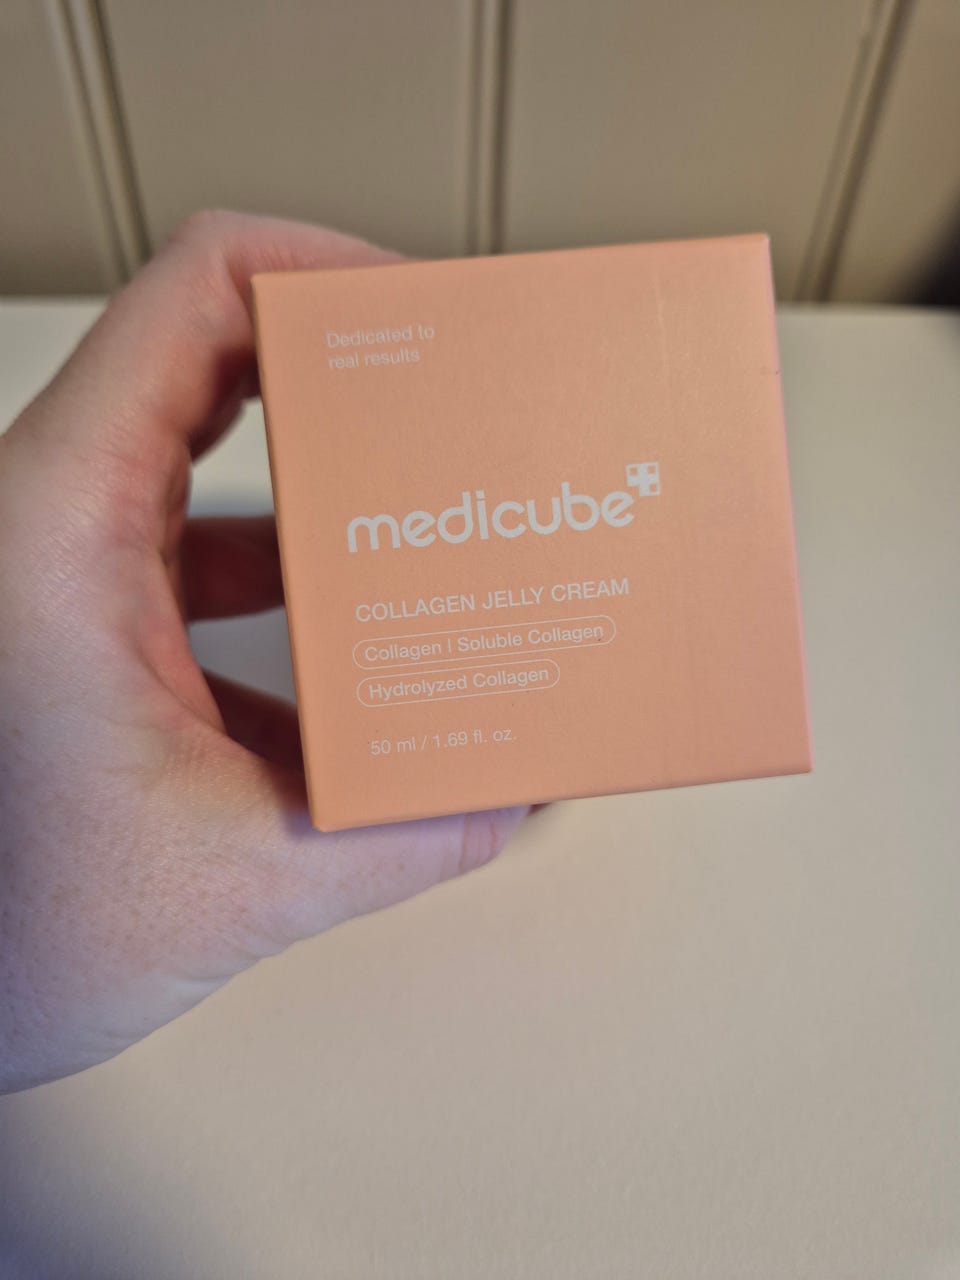 Dedicated to
real results
medicube
COLLAGEN JELLY CREAM
Collagen | Soluble Collagen
Hydrolyzed Collagen
50 ml / 1.69 fl. oz.